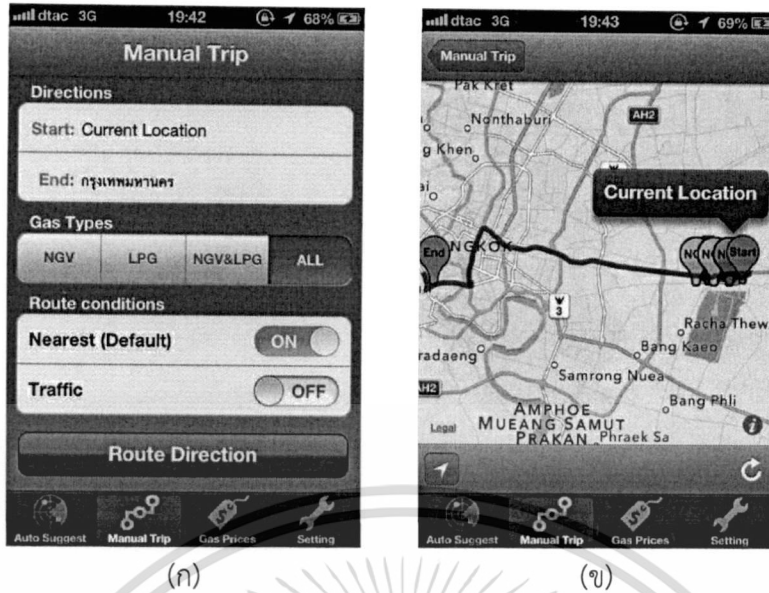 dtac 3G 19:42 68%
Manual Trip
Directions
Start: Current Location
End: กรุงเทพมหานคร
Gas Types
NGV LPG NGV&LPG ALL
Route conditions
Nearest (Default) ON
Traffic OFF
Route Direction
Auto Suggest Manual Trip Gas Prices Setting
(ก)
dtac 3G 19:43 69%
Manual Trip
Pak Kret
Nonthaburi
AH2
g Khen
Current Location
End
NGKOK
Start
3
Racha Thew
Bang Kaeo
radaeng
Samrong Nuea
Bang Phli
AH2
AMPHOE
MUEANG SAMUT
PRAKAN
Phraek Sa
Legal
Auto Suggest Manual Trip Gas Prices Setting
(ข)